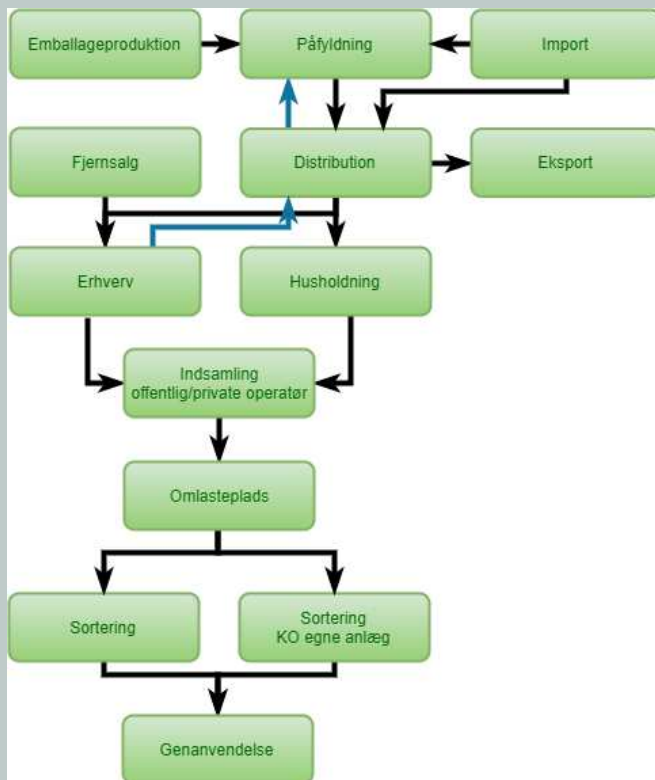 Emballageproduktion
Påfyldning
Import
Fjernsalg
Distribution
Eksport
Erhverv
Husholdning
Indsamling
offentlig/private operatør
Omlasteplads
Sortering
Sortering
KO egne anlæg
Genanvendelse